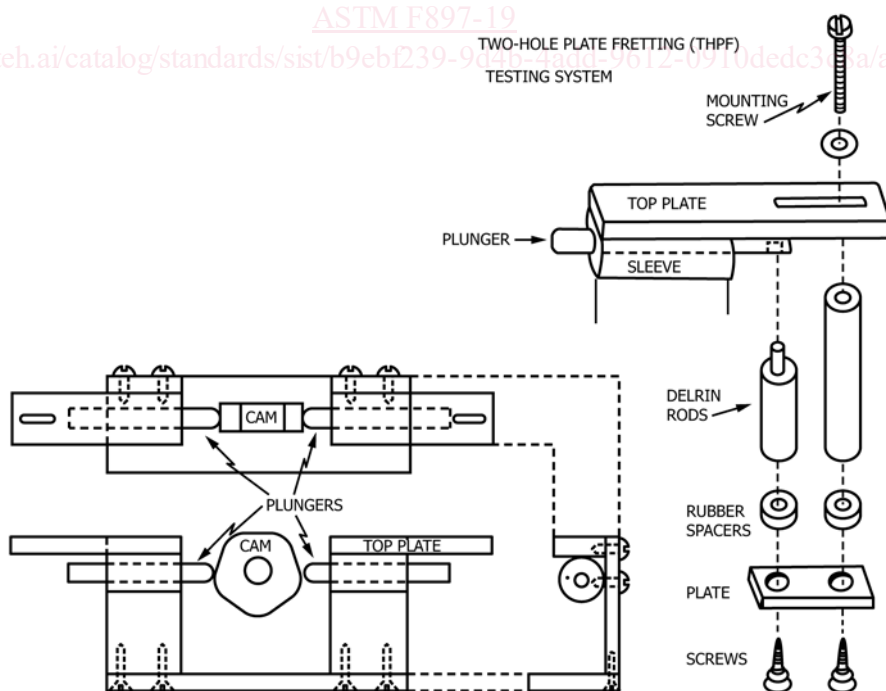 ASTM F897-19
TWO-HOLE PLATE FRETTING (THPF)
TESTING SYSTEM
MOUNTING
SCREW
TOP PLATE
PLUNGER
SLEEVE
DELRIN
RODS
CAM
PLUNGERS
RUBBER
SPACERS
CAM
TOP PLATE
PLATE
SCREWS